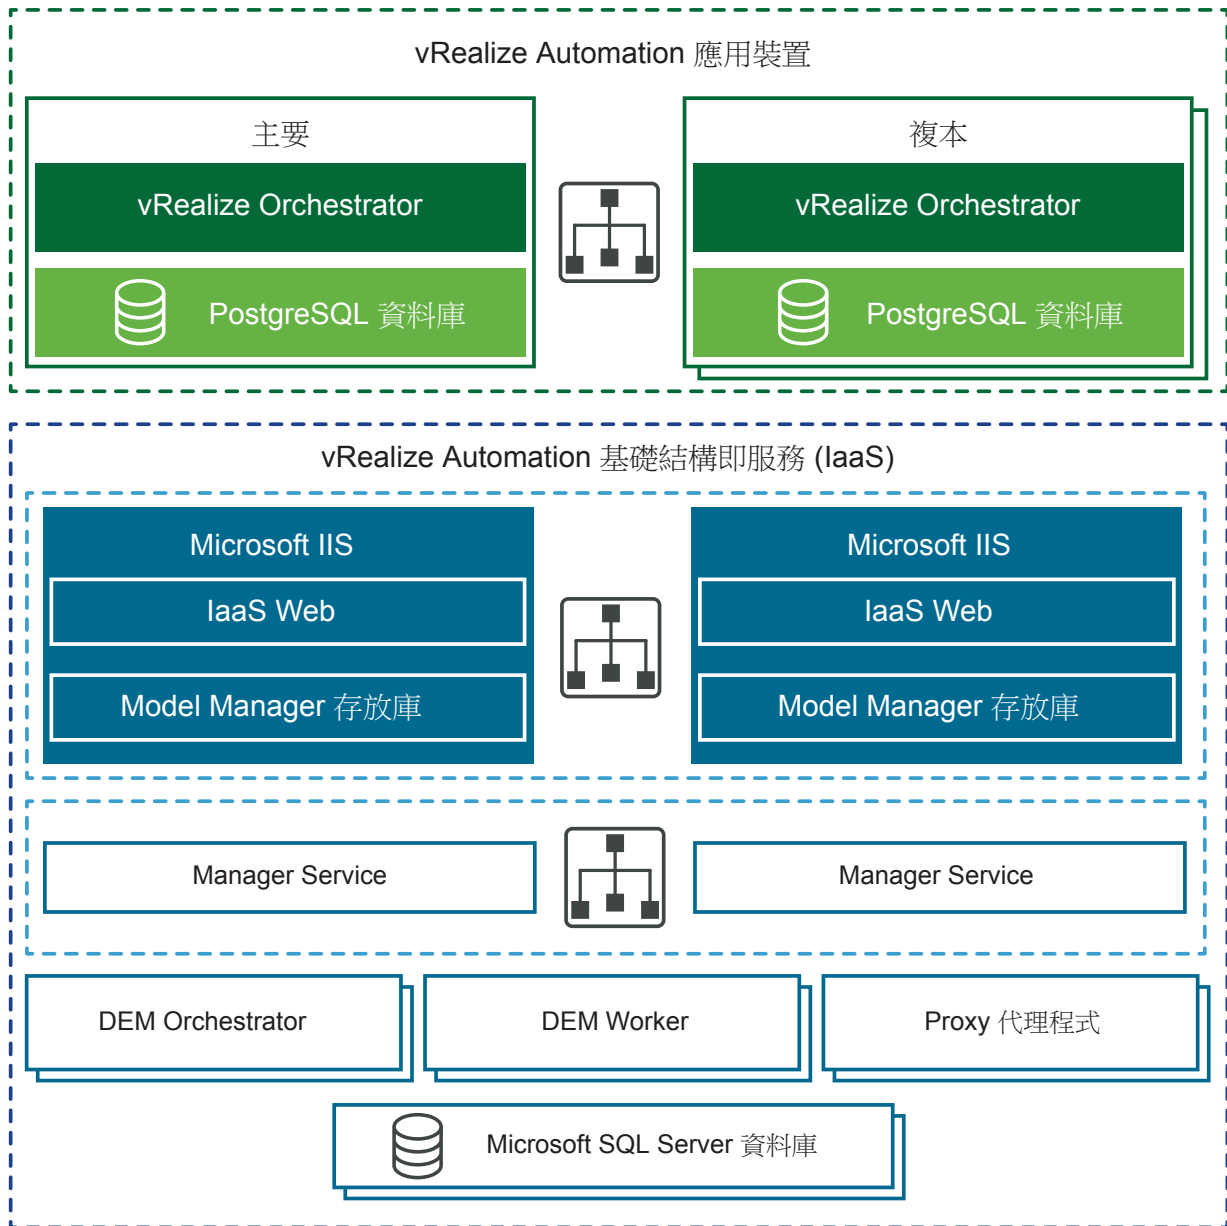 vRealize Automation 應用裝置
主要
vRealize Orchestrator
PostgreSQL 資料庫
複本
vRealize Orchestrator
PostgreSQL 資料庫
vRealize Automation 基礎結構即服務 (IaaS)
Microsoft IIS
IaaS Web
Model Manager 存放庫
Microsoft IIS
IaaS Web
Model Manager 存放庫
Manager Service
Manager Service
DEM Orchestrator
DEM Worker
Proxy 代理程式
Microsoft SQL Server 資料庫